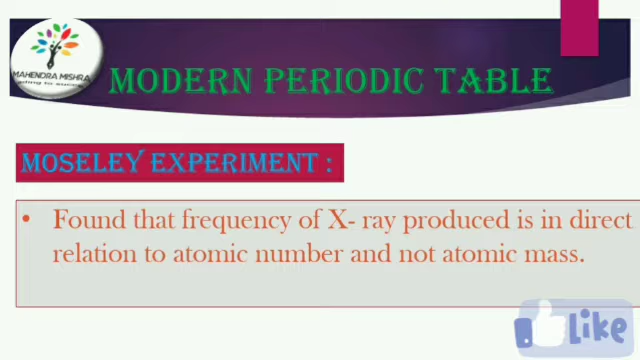 MAHENDRA MISHRA
MODERN PERIODIC TABLE
MOSELEY EXPERIMENT :
• Found that frequency of X- ray produced is in direct
relation to atomic number and not atomic mass.
Like